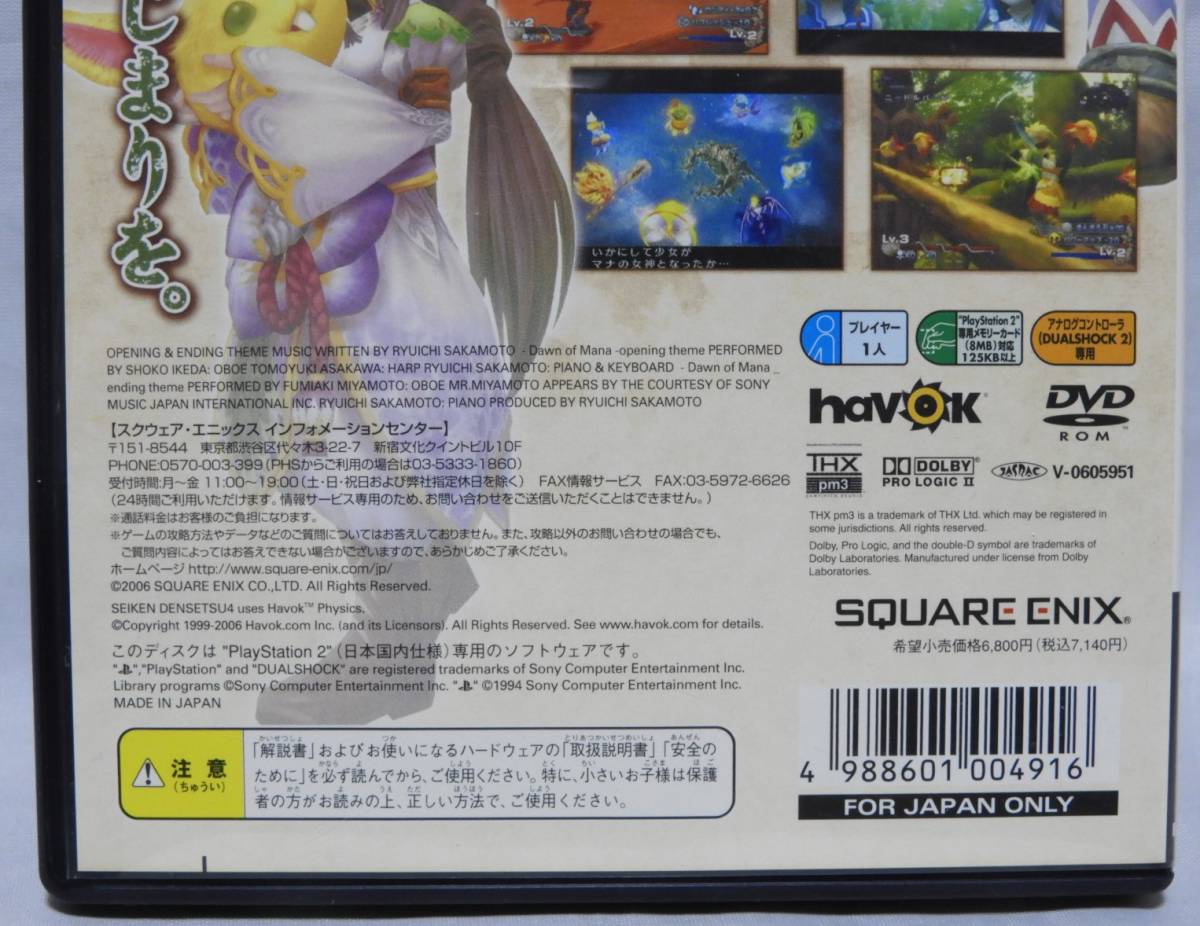 じまりを。
Lv.2
Lv.2
いかにして少女が
マナの女神となったか…
Lv.3
Lv.2
OPENING & ENDING THEME MUSIC WRITTEN BY RYUICHI SAKAMOTO - Dawn of Mana -opening theme PERFORMED
BY SHOKO IKEDA: OBOE TOMOYUKI ASAKAWA: HARP RYUICHI SAKAMOTO: PIANO & KEYBOARD - Dawn of Mana _
ending theme PERFORMED BY FUMIAKI MIYAMOTO: OBOE MR.MIYAMOTO APPEARS BY THE COURTESY OF SONY
MUSIC JAPAN INTERNATIONAL INC. RYUICHI SAKAMOTO: PIANO PRODUCED BY RYUICHI SAKAMOTO
【スクウェア・エニックス インフォメーションセンター】
〒151-8544 東京都渋谷区代々木3-22-7 新宿文化クイントビル10F
PHONE:0570-003-399(PHSからご利用の場合は03-5333-1860)
受付時間:月〜金 11:00〜19:00(土・日・祝日および弊社指定休日を除く) FAX情報サービス FAX:03-5972-6626
(24時間ご利用いただけます。情報サービス専用のため、お問い合わせをご送信いただくことはできません。)
※通話料金はお客様のご負担になります。
※ゲームの攻略方法やデータなどのご質問についてはお答えしておりません。また、攻略以外のお問い合わせの場合でも、
ご質問内容によってはお答えできない場合がございますので、あらかじめご了承ください。
ホームページ http://www.square-enix.com/jp/
©2006 SQUARE ENIX CO.,LTD. All Rights Reserved.
SEIKEN DENSETSU4 uses Havok™ Physics.
©Copyright 1999-2006 Havok.com Inc. (and its Licensors). All Rights Reserved. See www.havok.com for details.
このディスクは "PlayStation 2" (日本国内仕様)専用のソフトウェアです。
" ","PlayStation" and "DUALSHOCK" are registered trademarks of Sony Computer Entertainment Inc.
Library programs ©Sony Computer Entertainment Inc. " " ©1994 Sony Computer Entertainment Inc.
MADE IN JAPAN
注意
(ちゅうい)
「解説書」およびお使いになるハードウェアの「取扱説明書」「安全の
ために」を必ず読んでから、ご使用ください。特に、小さいお子様は保護
者の方がお読みの上、正しい方法で、ご使用ください。
プレイヤー
1人
"PlayStation 2"
専用メモリーカード
(8MB)対応
125KB以上
アナログコントローラ
(DUALSHOCK 2)
専用
havok
DVD
ROM
THX
pm3
DOLBY
PRO LOGIC II
JASRAC
V-0605951
THX pm3 is a trademark of THX Ltd. which may be registered in
some jurisdictions. All rights reserved.
Dolby, Pro Logic, and the double-D symbol are trademarks of
Dolby Laboratories. Manufactured under license from Dolby
Laboratories.
SQUARE ENIX®
希望小売価格6,800円(税込7,140円)
4 988601 004916
FOR JAPAN ONLY